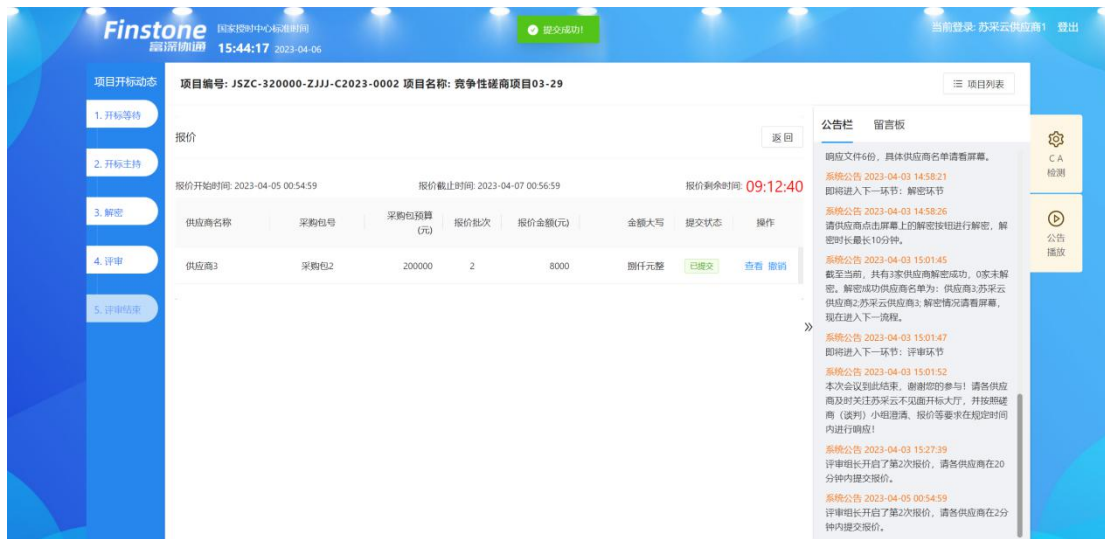 Finstone
富深协通
国家授时中心标准时间
15:44:17 2023-04-06
提交成功!
当前登录: 苏采云供应商1 登出
项目开标动态
1. 开标等待
2. 开标主持
3. 解密
4. 评审
5. 评审结束
项目编号: JSZC-320000-ZJJJ-C2023-0002 项目名称: 竞争性磋商项目03-29
项目列表
报价
返回
报价开始时间: 2023-04-05 00:54:59 报价截止时间: 2023-04-07 00:56:59 报价剩余时间: 09:12:40
供应商名称 采购包号 采购包预算(元) 报价批次 报价金额(元) 金额大写 提交状态 操作
供应商3 采购包2 200000 2 8000 捌仟元整 已提交 查看 撤销
公告栏 留言板
响应文件6份, 具体供应商名单请看屏幕。
系统公告 2023-04-03 14:58:21
即将进入下一环节: 解密环节
系统公告 2023-04-03 14:58:26
请供应商点击屏幕上的解密按钮进行解密, 解
密时长最长10分钟。
系统公告 2023-04-03 15:01:45
截至当前, 共有3家供应商解密成功, 0家未解
密。解密成功供应商名单为: 供应商3;苏采云
供应商2;苏采云供应商3; 解密情况请看屏幕,
现在进入下一流程。
系统公告 2023-04-03 15:01:47
即将进入下一环节: 评审环节
系统公告 2023-04-03 15:01:52
本次会议到此结束, 谢谢您的参与! 请各供应
商及时关注苏采云不见面开标大厅, 并按照磋
商 (谈判) 小组澄清、报价等要求在规定时间
内进行响应!
系统公告 2023-04-03 15:27:39
评审组长开启了第2次报价, 请各供应商在20
分钟内提交报价。
系统公告 2023-04-05 00:54:59
评审组长开启了第2次报价, 请各供应商在2分
钟内提交报价。
CA
检测
公告
播放